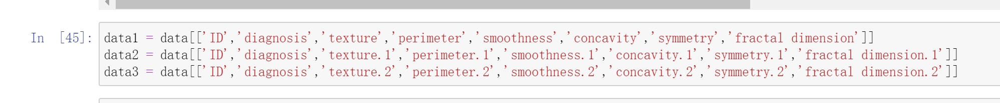 In [45]:
data1 = data[['ID','diagnosis','texture','perimeter','smoothness','concavity','symmetry','fractal dimension']]
data2 = data[['ID','diagnosis','texture.1','perimeter.1','smoothness.1','concavity.1','symmetry.1','fractal dimension.1']]
data3 = data[['ID','diagnosis','texture.2','perimeter.2','smoothness.2','concavity.2','symmetry.2','fractal dimension.2']]